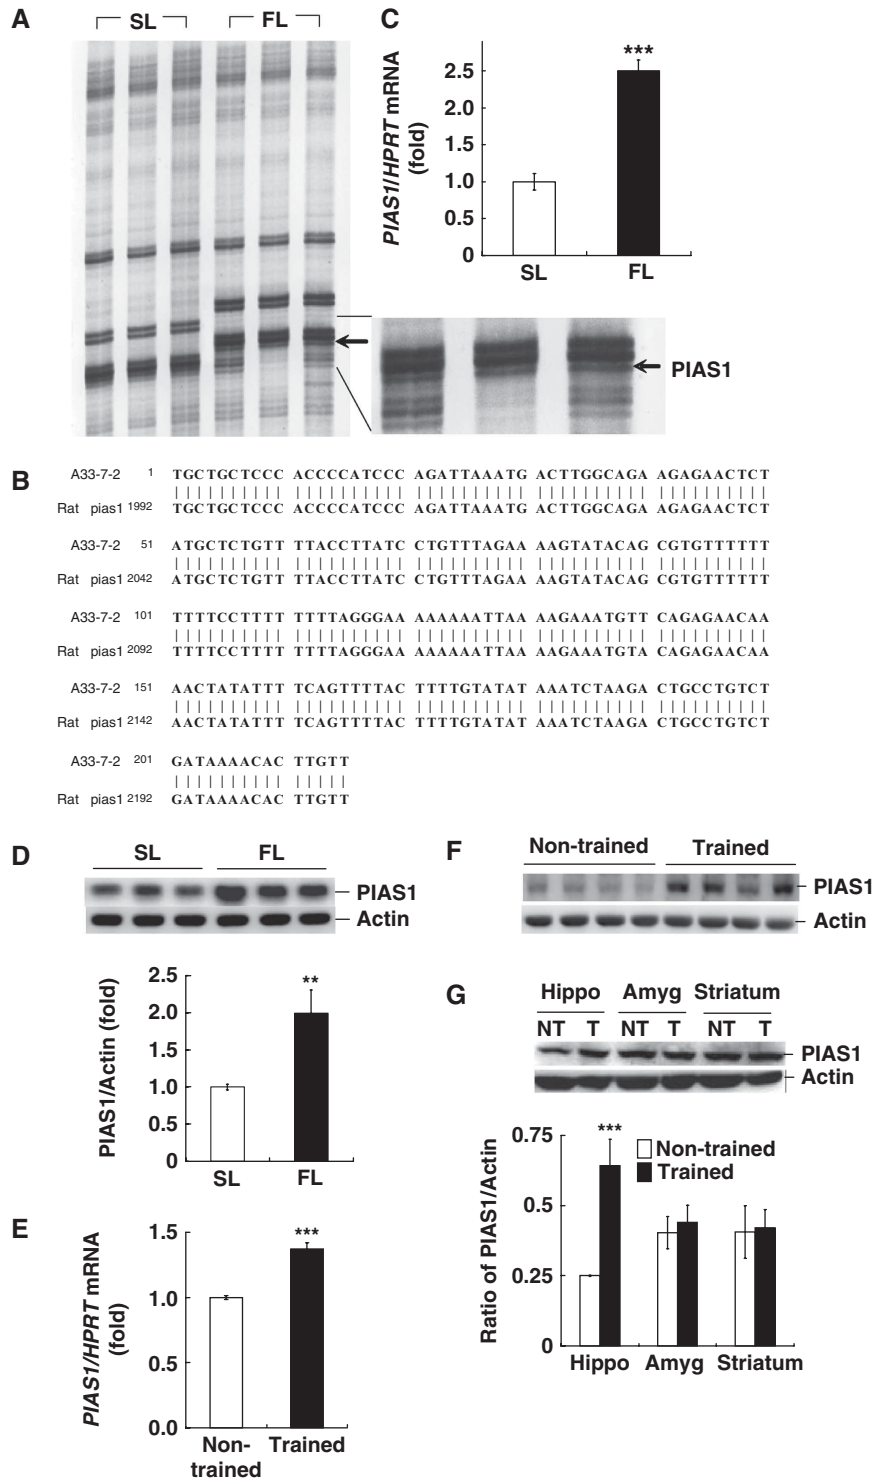 A
SL
FL
C
PIAS1/HPRT mRNA
(fold)
2.5
2.0
1.5
1.0
0.5
0
***
SL
FL
PIAS1
B
A33-7-2 1 TGCTGCTCCC ACCCCATCCC AGATTAAATG ACTTGGCAGA AGAGAACTCT
Rat pias1 1992 TGCTGCTCCC ACCCCATCCC AGATTAAATG ACTTGGCAGA AGAGAACTCT
A33-7-2 51 ATGCTCTGTT TTACCTTATC CTGTTTAGAA AAGTATACAG CGTGTTTTTT
Rat pias1 2042 ATGCTCTGTT TTACCTTATC CTGTTTAGAA AAGTATACAG CGTGTTTTTT
A33-7-2 101 TTTTCCTTTT TTTTAGGGAA AAAAAATTAA AAGAAATGTT CAGAGAACAA
Rat pias1 2092 TTTTCCTTTT TTTTAGGGAA AAAAAATTAA AAGAAATGTA CAGAGAACAA
A33-7-2 151 AACTATATTT TCAGTTTTAC TTTTGTATAT AAATCTAAGA CTGCCTGTCT
Rat pias1 2142 AACTATATTT TCAGTTTTAC TTTTGTATAT AAATCTAAGA CTGCCTGTCT
A33-7-2 201 GATAAAACAC TTGTT
Rat pias1 2192 GATAAAACAC TTGTT
D
SL
FL
PIAS1
Actin
PIAS1/Actin (fold)
2.5
2.0
1.5
1.0
0.5
0
**
SL
FL
E
PIAS1/HPRT mRNA
(fold)
1.5
1.0
0.5
0.0
***
Non-
trained
Trained
F
Non-trained
Trained
PIAS1
Actin
G
Hippo Amyg Striatum
NT T NT T NT T
PIAS1
Actin
Ratio of PIAS1/Actin
0.75
0.5
0.25
0
***
Non-trained
Trained
Hippo Amyg Striatum